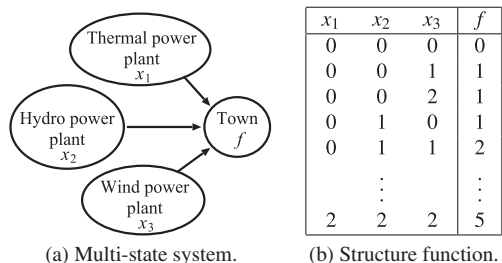 Thermal power
plant
x1
Hydro power
plant
x2
Wind power
plant
x3
Town
f
(a) Multi-state system.
x1 x2 x3 f
0 0 0 0
0 0 1 1
0 0 2 1
0 1 0 1
0 1 1 2
⋮ ⋮
2 2 2 5
(b) Structure function.